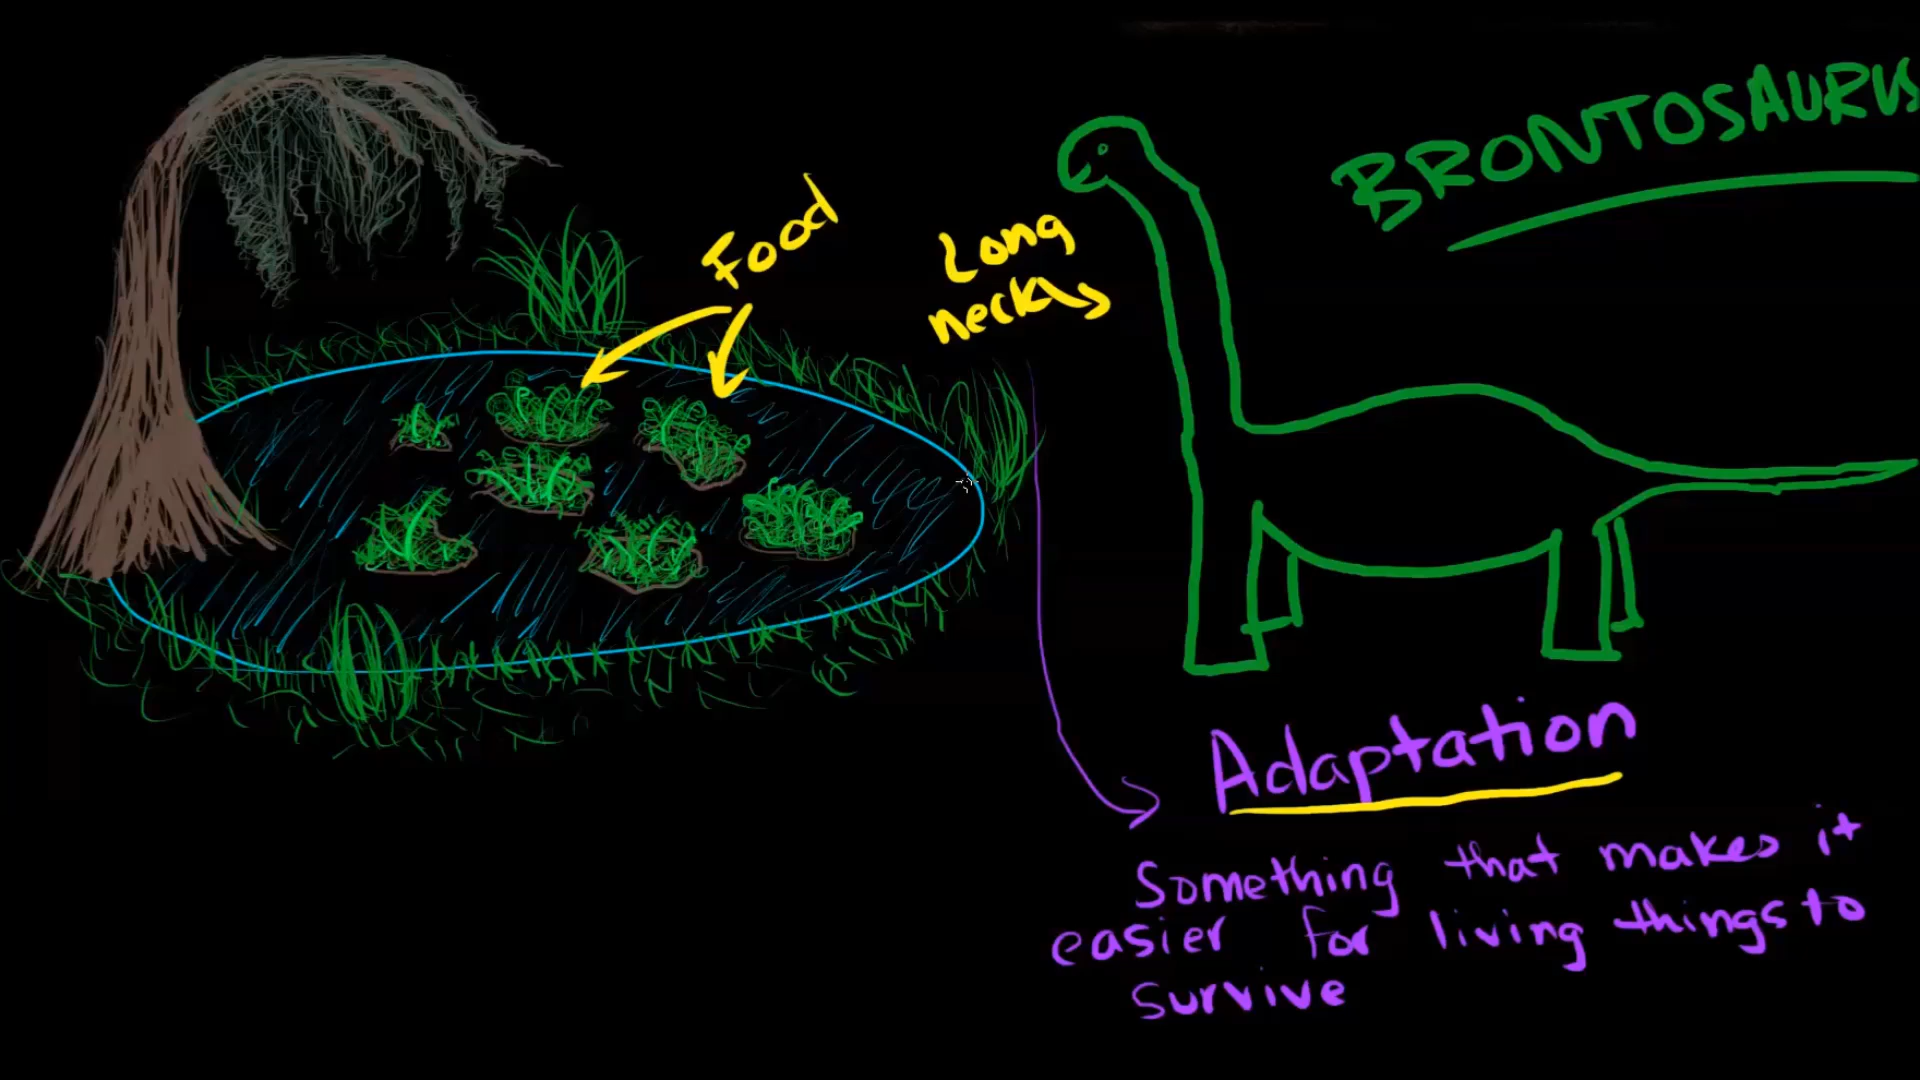 BRONTOSAURUS
Food
Long
necks
Adaptation
Something that makes it
easier for living things to
survive